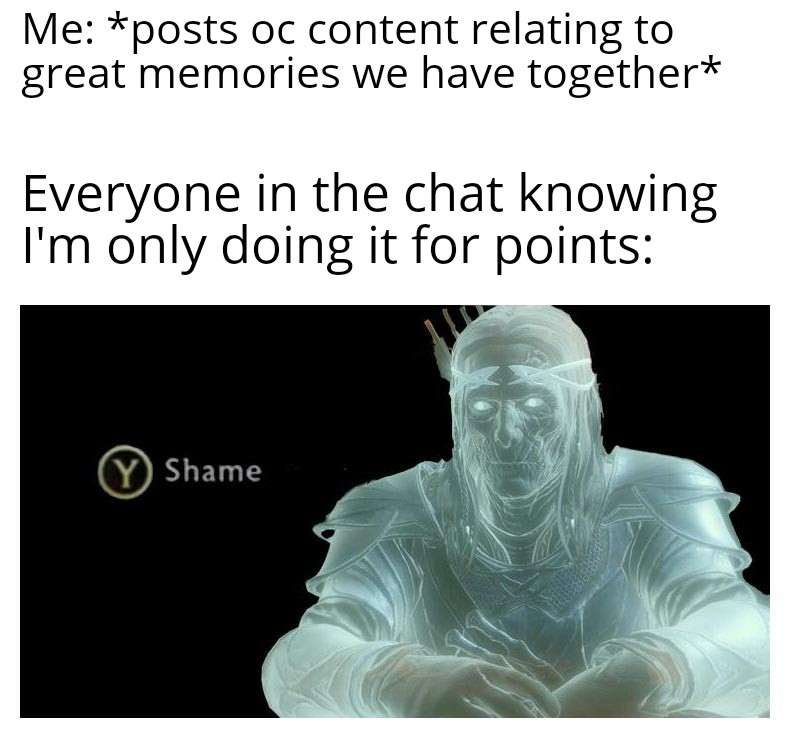 Me: *posts oc content relating to
great memories we have together*
Everyone in the chat knowing
I'm only doing it for points:
Y Shame